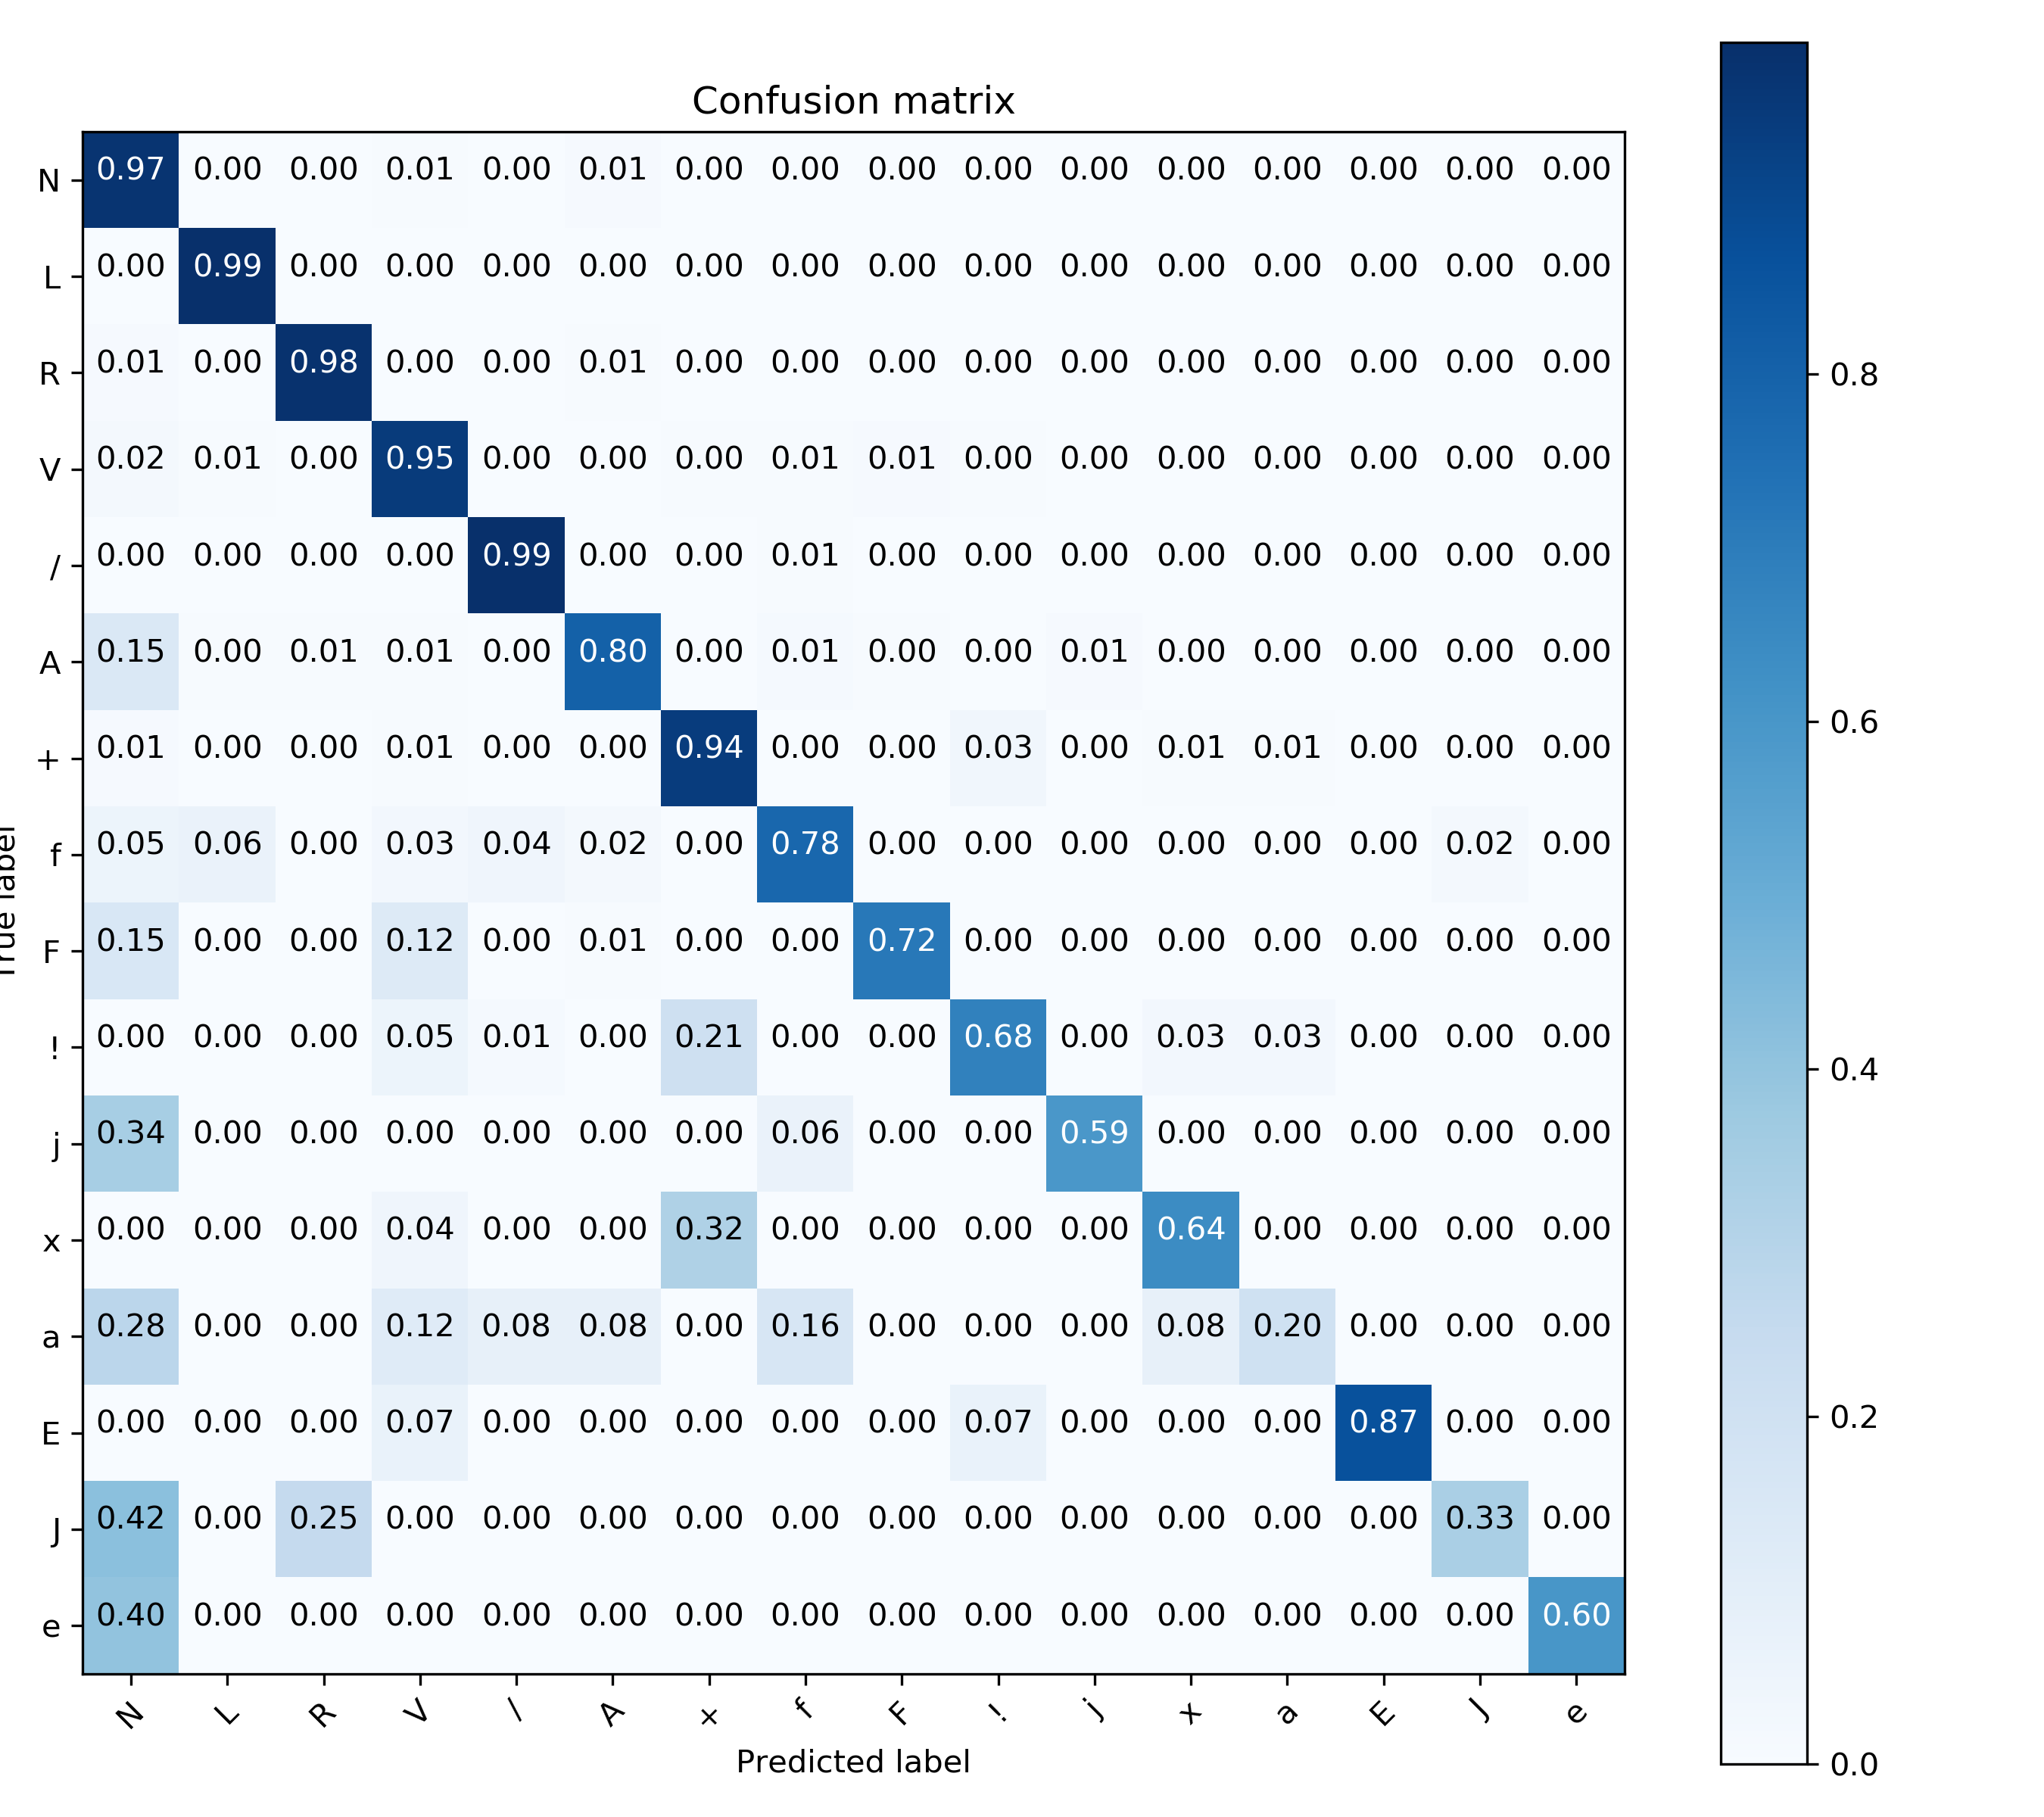 Confusion matrix
N 0.97 0.00 0.00 0.01 0.00 0.01 0.00 0.00 0.00 0.00 0.00 0.00 0.00 0.00 0.00 0.00
L 0.00 0.99 0.00 0.00 0.00 0.00 0.00 0.00 0.00 0.00 0.00 0.00 0.00 0.00 0.00 0.00
R 0.01 0.00 0.98 0.00 0.00 0.01 0.00 0.00 0.00 0.00 0.00 0.00 0.00 0.00 0.00 0.00
V 0.02 0.01 0.00 0.95 0.00 0.00 0.00 0.01 0.01 0.00 0.00 0.00 0.00 0.00 0.00 0.00
/ 0.00 0.00 0.00 0.00 0.99 0.00 0.00 0.01 0.00 0.00 0.00 0.00 0.00 0.00 0.00 0.00
A 0.15 0.00 0.01 0.01 0.00 0.80 0.00 0.01 0.00 0.00 0.01 0.00 0.00 0.00 0.00 0.00
+ 0.01 0.00 0.00 0.01 0.00 0.00 0.94 0.00 0.00 0.03 0.00 0.01 0.01 0.00 0.00 0.00
f 0.05 0.06 0.00 0.03 0.04 0.02 0.00 0.78 0.00 0.00 0.00 0.00 0.00 0.00 0.02 0.00
F 0.15 0.00 0.00 0.12 0.00 0.01 0.00 0.00 0.72 0.00 0.00 0.00 0.00 0.00 0.00 0.00
! 0.00 0.00 0.00 0.05 0.01 0.00 0.21 0.00 0.00 0.68 0.00 0.03 0.03 0.00 0.00 0.00
j 0.34 0.00 0.00 0.00 0.00 0.00 0.00 0.06 0.00 0.00 0.59 0.00 0.00 0.00 0.00 0.00
x 0.00 0.00 0.00 0.04 0.00 0.00 0.32 0.00 0.00 0.00 0.00 0.64 0.00 0.00 0.00 0.00
a 0.28 0.00 0.00 0.12 0.08 0.08 0.00 0.16 0.00 0.00 0.00 0.08 0.20 0.00 0.00 0.00
E 0.00 0.00 0.00 0.07 0.00 0.00 0.00 0.00 0.00 0.07 0.00 0.00 0.00 0.87 0.00 0.00
J 0.42 0.00 0.25 0.00 0.00 0.00 0.00 0.00 0.00 0.00 0.00 0.00 0.00 0.00 0.33 0.00
e 0.40 0.00 0.00 0.00 0.00 0.00 0.00 0.00 0.00 0.00 0.00 0.00 0.00 0.00 0.00 0.60
N L R V / A + f F ! j x a E J e
Predicted label
True label
0.8
0.6
0.4
0.2
0.0